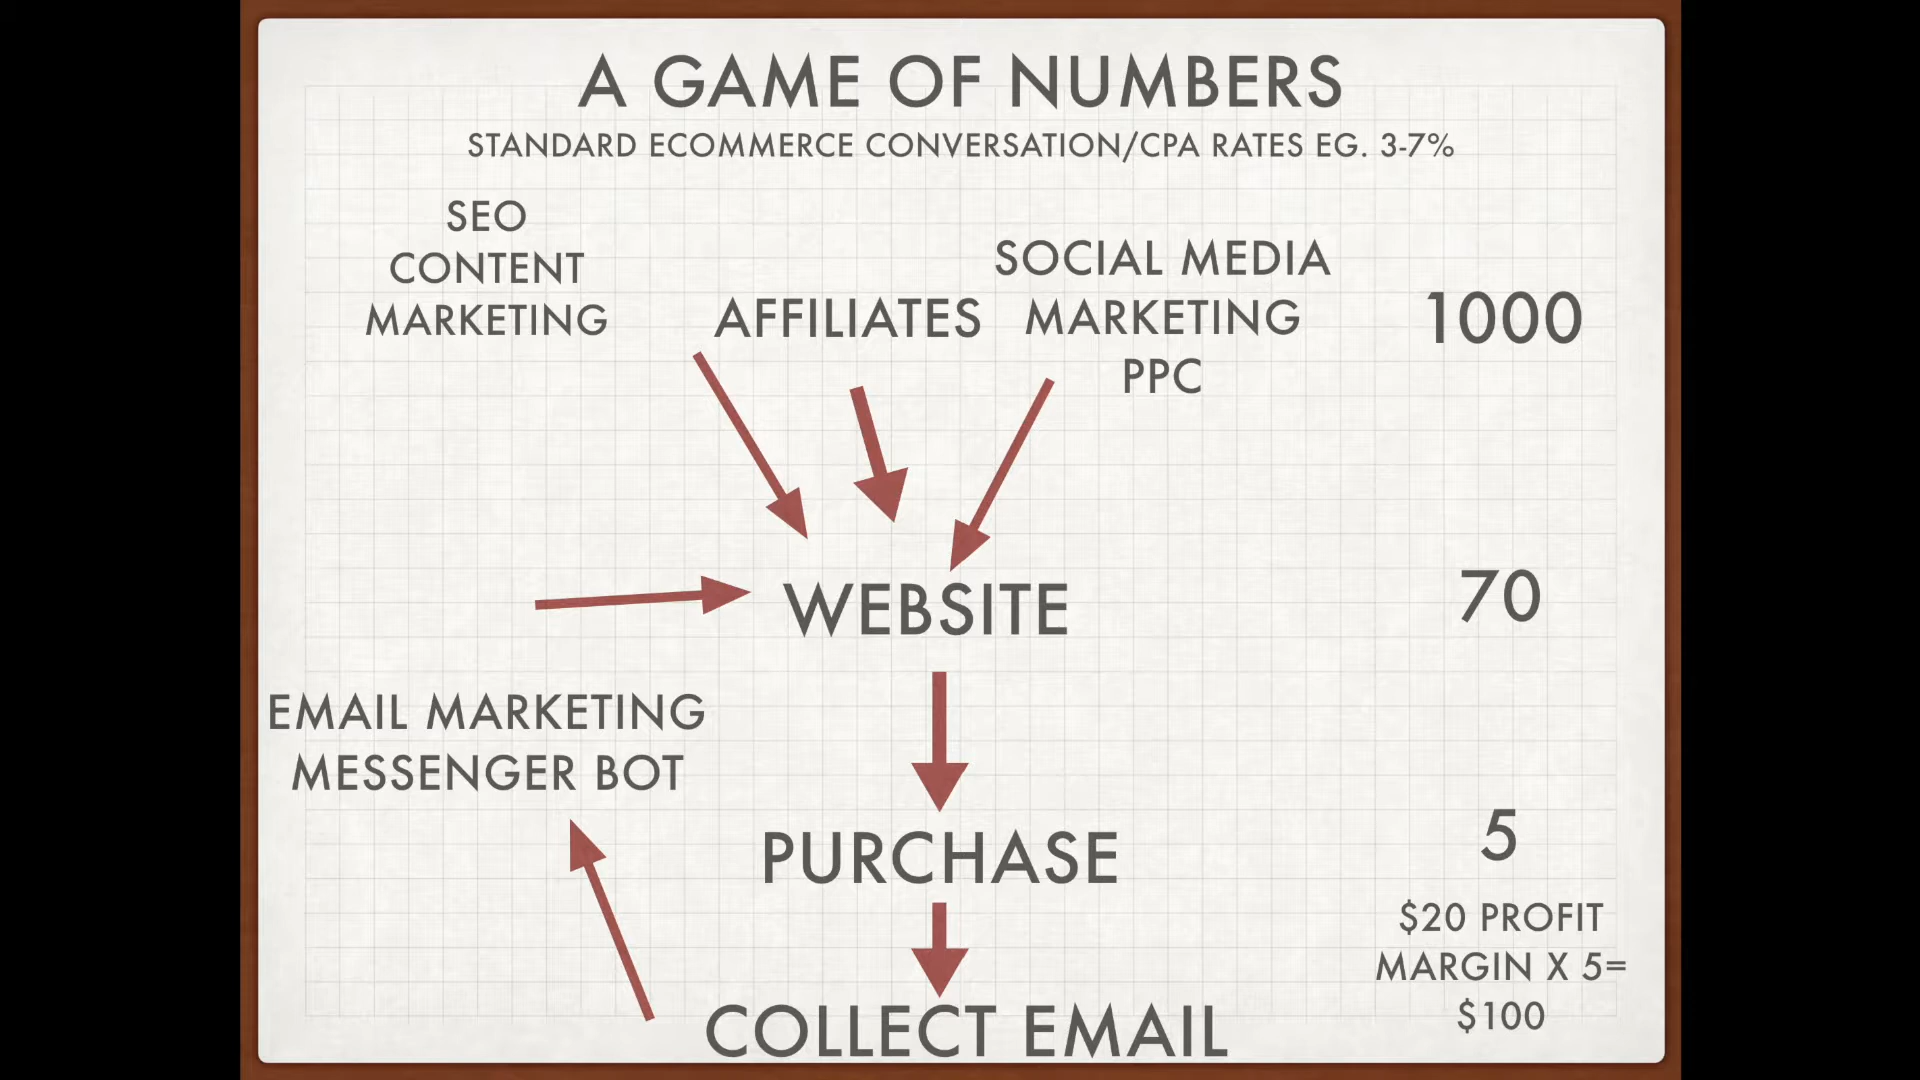 A GAME OF NUMBERS
STANDARD ECOMMERCE CONVERSATION/CPA RATES EG. 3-7%
SEO
CONTENT
MARKETING
AFFILIATES
SOCIAL MEDIA
MARKETING
PPC
1000
WEBSITE
70
EMAIL MARKETING
MESSENGER BOT
PURCHASE
5
$20 PROFIT
MARGIN X 5=
$100
COLLECT EMAIL